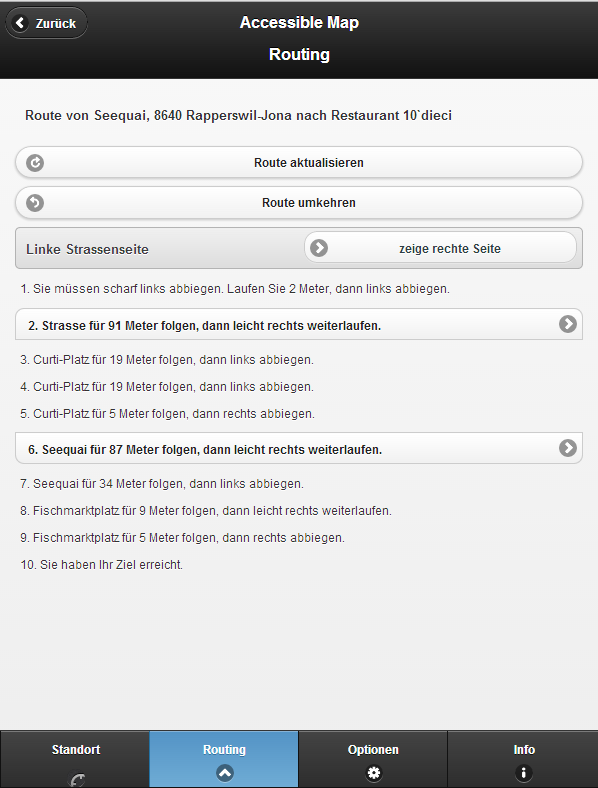 Zurück
Accessible Map
Routing
Route von Seequai, 8640 Rapperswil-Jona nach Restaurant 10`dieci
Route aktualisieren
Route umkehren
Linke Strassenseite
zeige rechte Seite
1. Sie müssen scharf links abbiegen. Laufen Sie 2 Meter, dann links abbiegen.
2. Strasse für 91 Meter folgen, dann leicht rechts weiterlaufen.
3. Curti-Platz für 19 Meter folgen, dann links abbiegen.
4. Curti-Platz für 19 Meter folgen, dann links abbiegen.
5. Curti-Platz für 5 Meter folgen, dann rechts abbiegen.
6. Seequai für 87 Meter folgen, dann leicht rechts weiterlaufen.
7. Seequai für 34 Meter folgen, dann links abbiegen.
8. Fischmarktplatz für 9 Meter folgen, dann leicht rechts weiterlaufen.
9. Fischmarktplatz für 5 Meter folgen, dann rechts abbiegen.
10. Sie haben Ihr Ziel erreicht.
Standort
Routing
Optionen
Info